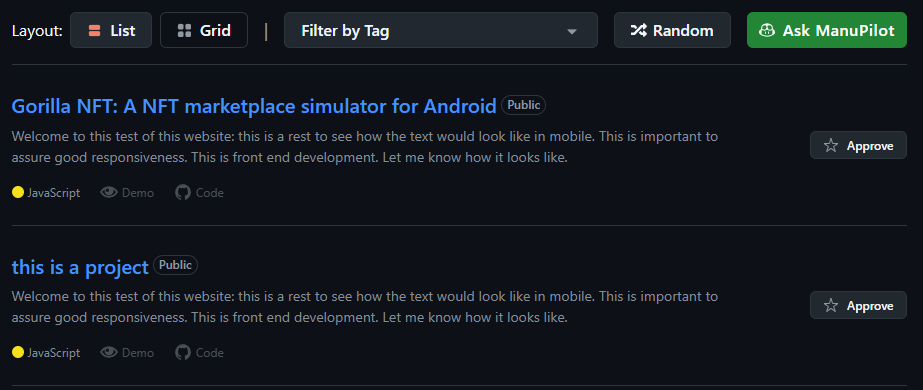 Layout: List Grid | Filter by Tag Random Ask ManuPilot
Gorilla NFT: A NFT marketplace simulator for Android Public
Welcome to this test of this website: this is a rest to see how the text would look like in mobile. This is important to
assure good responsiveness. This is front end development. Let me know how it looks like.
Approve
JavaScript Demo Code
this is a project Public
Welcome to this test of this website: this is a rest to see how the text would look like in mobile. This is important to
assure good responsiveness. This is front end development. Let me know how it looks like.
Approve
JavaScript Demo Code